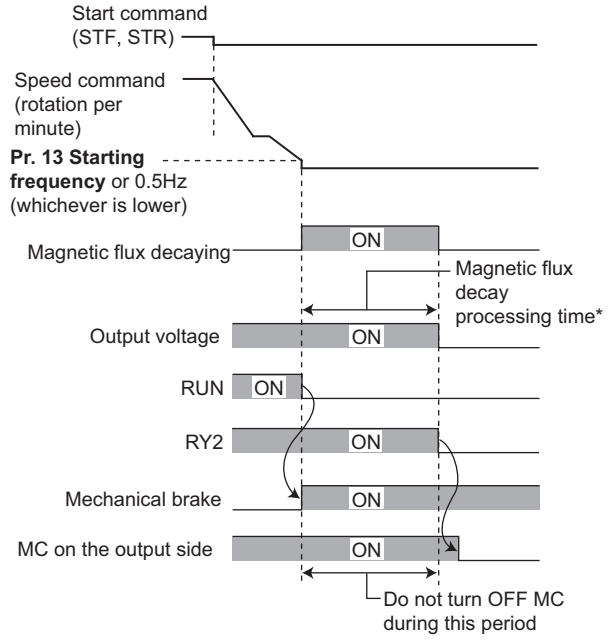 Start command
(STF, STR)
Speed command
(rotation per
minute)
Pr. 13 Starting
frequency or 0.5Hz
(whichever is lower)
Magnetic flux decaying
ON
Magnetic flux
decay
processing time*
Output voltage
ON
RUN
ON
RY2
ON
Mechanical brake
ON
MC on the output side
ON
Do not turn OFF MC
during this period